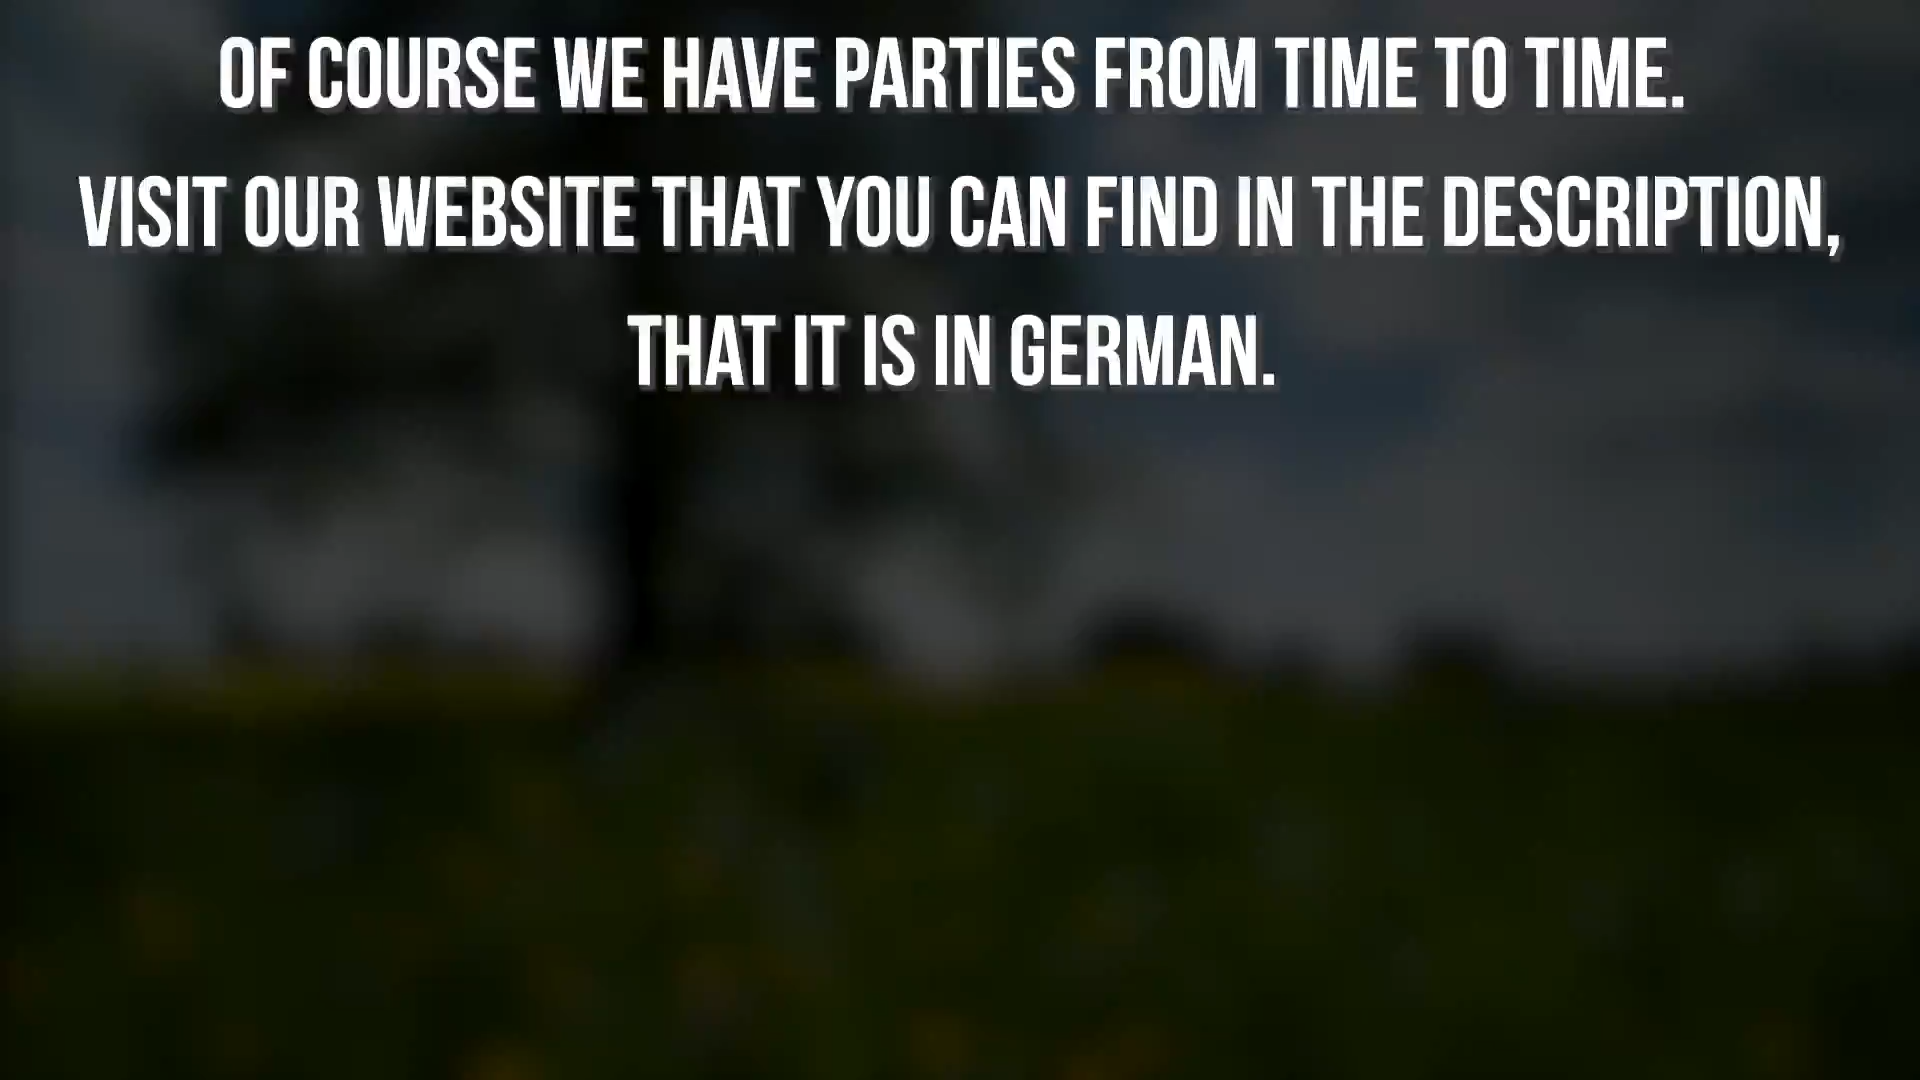 OF COURSE WE HAVE PARTIES FROM TIME TO TIME.
VISIT OUR WEBSITE THAT YOU CAN FIND IN THE DESCRIPTION,
THAT IT IS IN GERMAN.